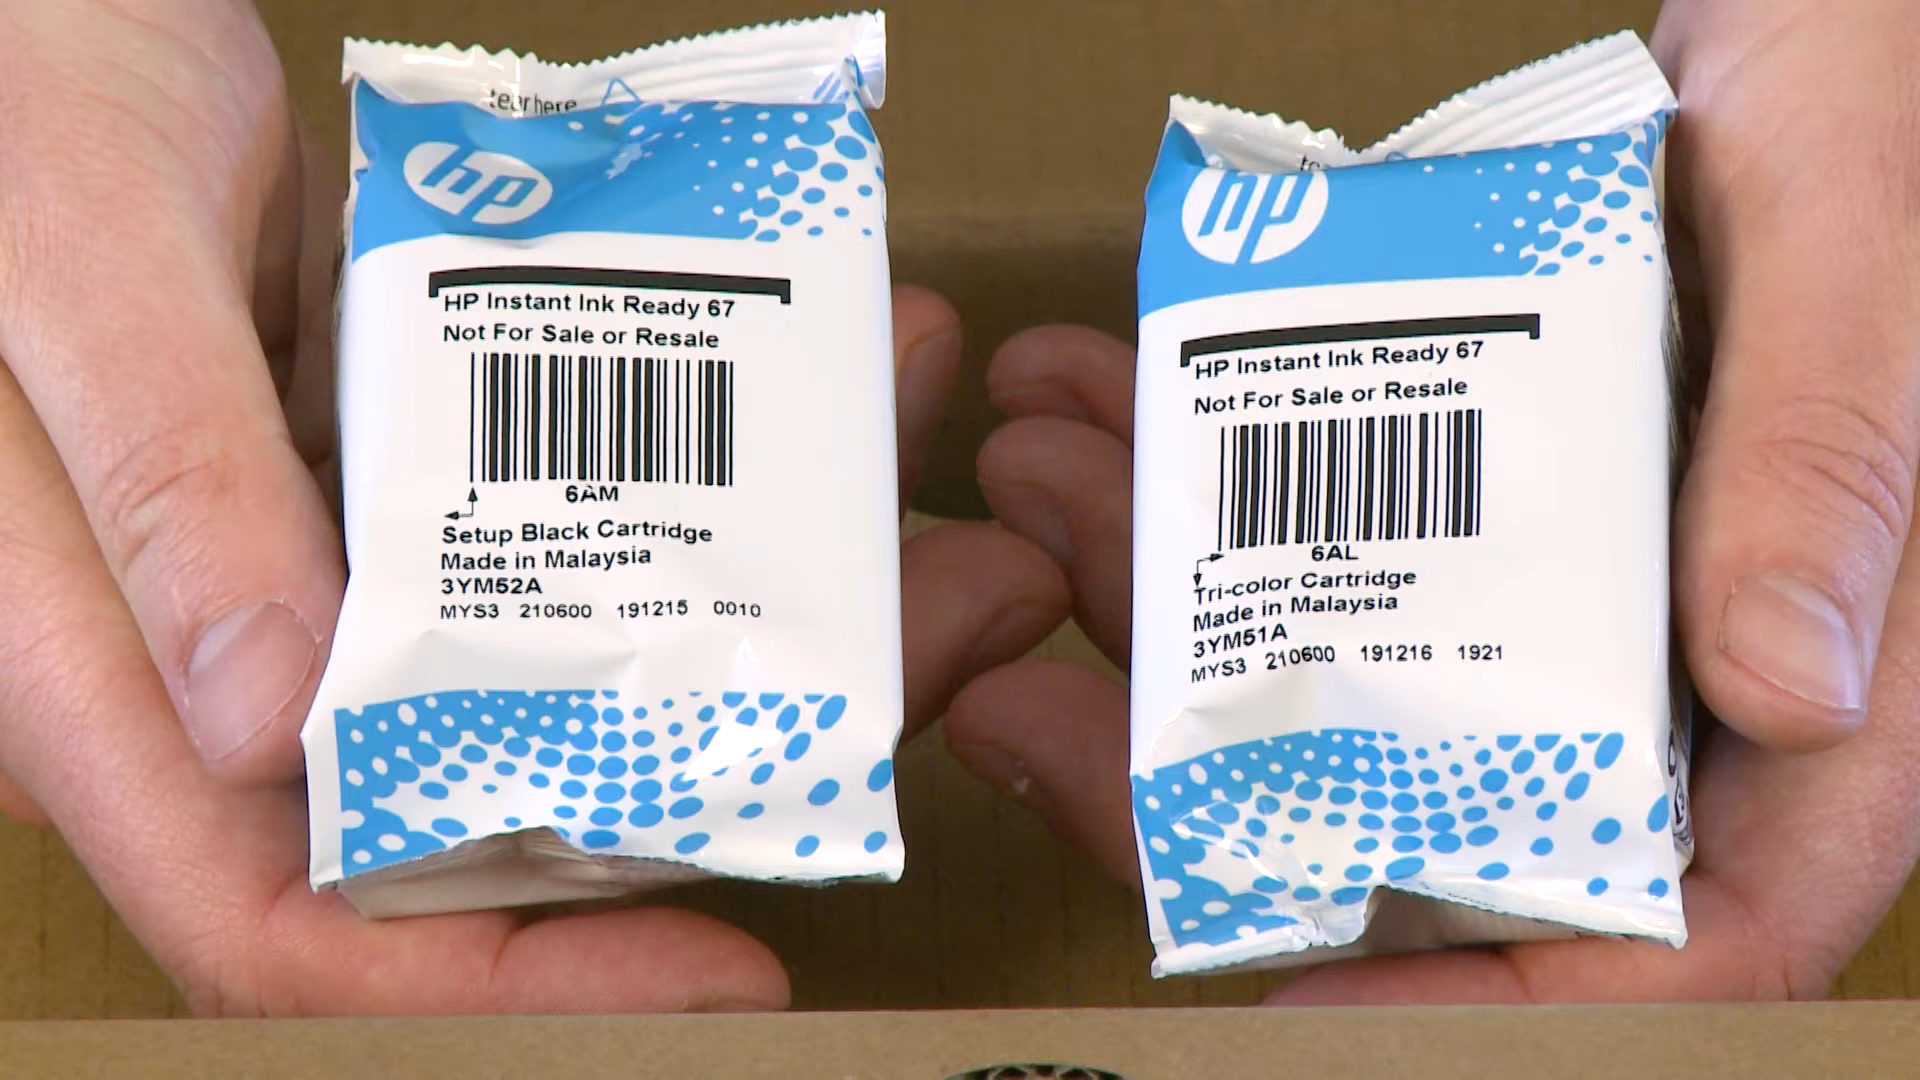 tear here
hp
HP Instant Ink Ready 67
Not For Sale or Resale
6AM
Setup Black Cartridge
Made in Malaysia
3YM52A
MYS3 210600 191215 0010
hp
HP Instant Ink Ready 67
Not For Sale or Resale
6AL
Tri-color Cartridge
Made in Malaysia
3YM51A
MYS3 210600 191216 1921